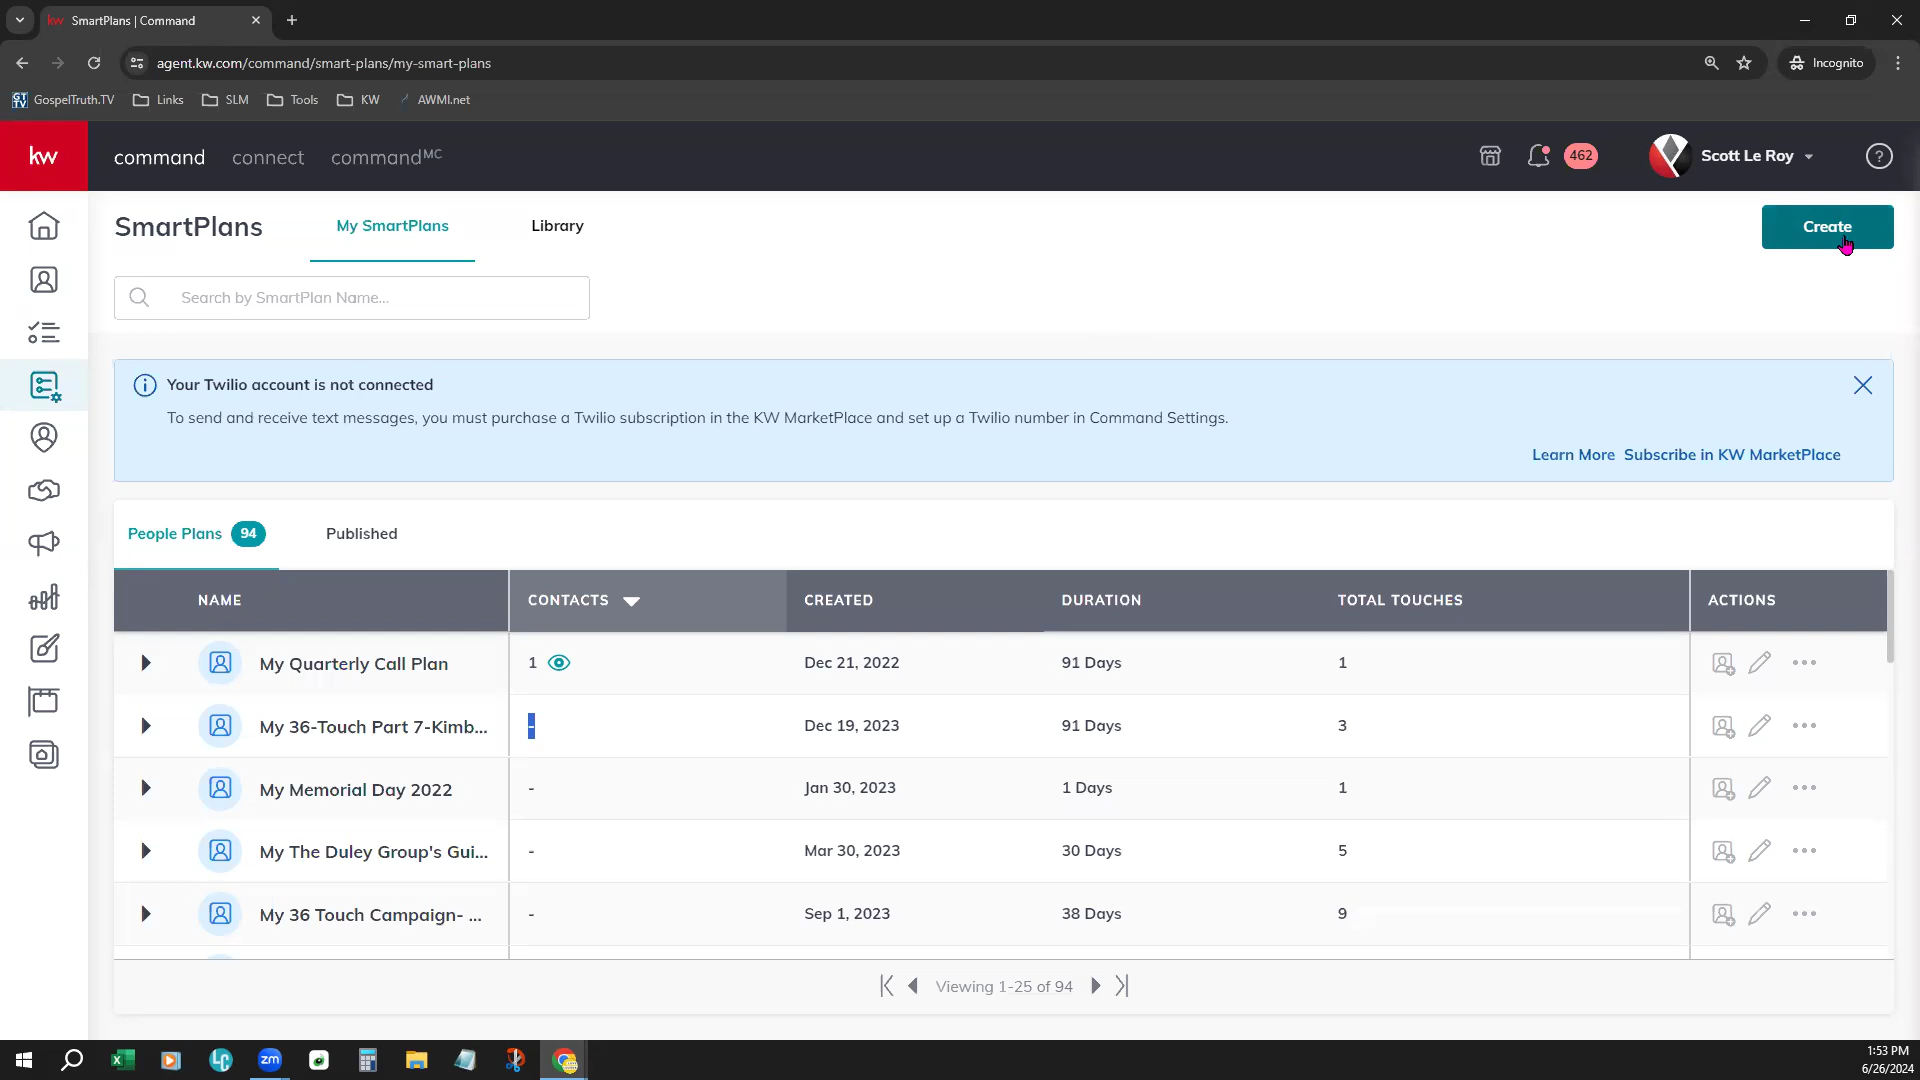 SmartPlans | Command
agent.kw.com/command/smart-plans/my-smart-plans
Incognito
GospelTruth.TV
Links
SLM
Tools
KW
AWMI.net
kw
command
connect
commandMC
462
Scott Le Roy
SmartPlans
My SmartPlans
Library
Create
Search by SmartPlan Name...
Your Twilio account is not connected
To send and receive text messages, you must purchase a Twilio subscription in the KW MarketPlace and set up a Twilio number in Command Settings.
Learn More Subscribe in KW MarketPlace
People Plans 94
Published
NAME CONTACTS CREATED DURATION TOTAL TOUCHES ACTIONS
My Quarterly Call Plan 1 Dec 21, 2022 91 Days 1
My 36-Touch Part 7-Kimb... - Dec 19, 2023 91 Days 3
My Memorial Day 2022 - Jan 30, 2023 1 Days 1
My The Duley Group's Gui... - Mar 30, 2023 30 Days 5
My 36 Touch Campaign- ... - Sep 1, 2023 38 Days 9
Viewing 1-25 of 94
1:53 PM
6/26/2024